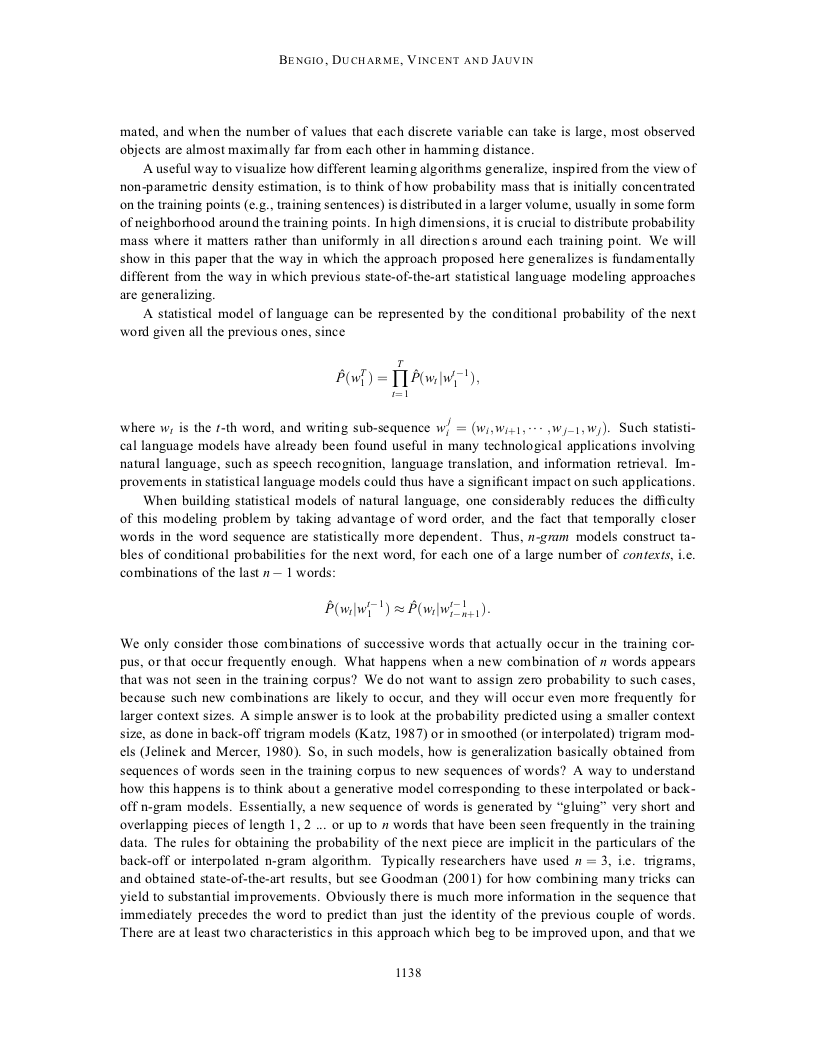 BENGIO, DUCHARME, VINCENT AND JAUVIN
mated, and when the number of values that each discrete variable can take is large, most observed
objects are almost maximally far from each other in hamming distance.
A useful way to visualize how different learning algorithms generalize, inspired from the view of
non-parametric density estimation, is to think of how probability mass that is initially concentrated
on the training points (e.g., training sentences) is distributed in a larger volume, usually in some form
of neighborhood around the training points. In high dimensions, it is crucial to distribute probability
mass where it matters rather than uniformly in all directions around each training point. We will
show in this paper that the way in which the approach proposed here generalizes is fundamentally
different from the way in which previous state-of-the-art statistical language modeling approaches
are generalizing.
A statistical model of language can be represented by the conditional probability of the next
word given all the previous ones, since
P̂(w_1^T) = ∏_{t=1}^T P̂(w_t|w_1^{t−1}),
where w_t is the t-th word, and writing sub-sequence w_i^j = (w_i, w_{i+1}, ··· , w_{j−1}, w_j). Such statisti-
cal language models have already been found useful in many technological applications involving
natural language, such as speech recognition, language translation, and information retrieval. Im-
provements in statistical language models could thus have a significant impact on such applications.
When building statistical models of natural language, one considerably reduces the difficulty
of this modeling problem by taking advantage of word order, and the fact that temporally closer
words in the word sequence are statistically more dependent. Thus, n-gram models construct ta-
bles of conditional probabilities for the next word, for each one of a large number of contexts, i.e.
combinations of the last n − 1 words:
P̂(w_t|w_1^{t−1}) ≈ P̂(w_t|w_{t−n+1}^{t−1}).
We only consider those combinations of successive words that actually occur in the training cor-
pus, or that occur frequently enough. What happens when a new combination of n words appears
that was not seen in the training corpus? We do not want to assign zero probability to such cases,
because such new combinations are likely to occur, and they will occur even more frequently for
larger context sizes. A simple answer is to look at the probability predicted using a smaller context
size, as done in back-off trigram models (Katz, 1987) or in smoothed (or interpolated) trigram mod-
els (Jelinek and Mercer, 1980). So, in such models, how is generalization basically obtained from
sequences of words seen in the training corpus to new sequences of words? A way to understand
how this happens is to think about a generative model corresponding to these interpolated or back-
off n-gram models. Essentially, a new sequence of words is generated by “gluing” very short and
overlapping pieces of length 1, 2 ... or up to n words that have been seen frequently in the training
data. The rules for obtaining the probability of the next piece are implicit in the particulars of the
back-off or interpolated n-gram algorithm. Typically researchers have used n = 3, i.e. trigrams,
and obtained state-of-the-art results, but see Goodman (2001) for how combining many tricks can
yield to substantial improvements. Obviously there is much more information in the sequence that
immediately precedes the word to predict than just the identity of the previous couple of words.
There are at least two characteristics in this approach which beg to be improved upon, and that we
1138